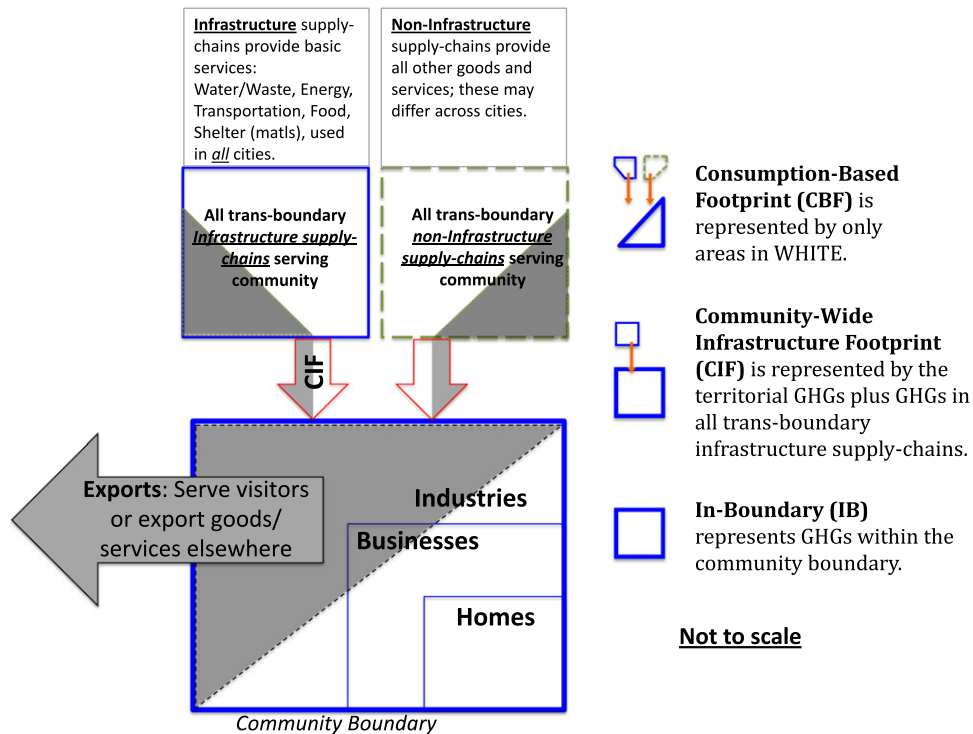 Infrastructure supply-
chains provide basic
services:
Water/Waste, Energy,
Transportation, Food,
Shelter (matls), used
in all cities.
Non-Infrastructure
supply-chains provide
all other goods and
services; these may
differ across cities.
All trans-boundary
Infrastructure supply-
chains serving
community
All trans-boundary
non-Infrastructure
supply-chains serving
community
CIF
Exports: Serve visitors
or export goods/
services elsewhere
Industries
Businesses
Homes
Community Boundary
Consumption-Based
Footprint (CBF) is
represented by only
areas in WHITE.
Community-Wide
Infrastructure Footprint
(CIF) is represented by the
territorial GHGs plus GHGs in
all trans-boundary
infrastructure supply-chains.
In-Boundary (IB)
represents GHGs within the
community boundary.
Not to scale